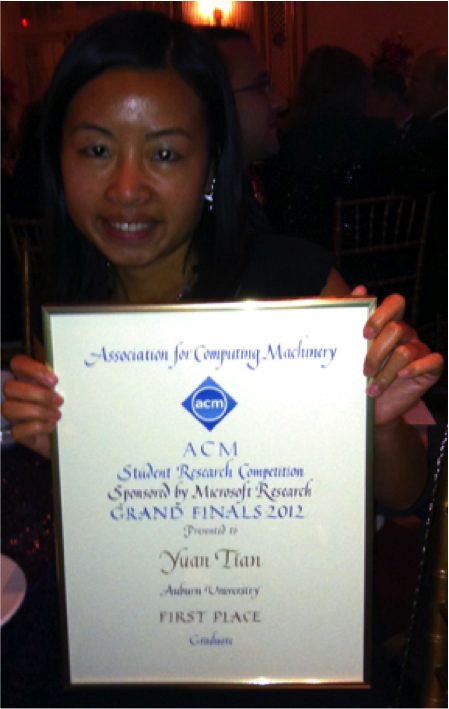 Association for Computing Machinery
acm
ACM
Student Research Competition
Sponsored by Microsoft Research
GRAND FINALS 2012
Presented to
Yuan Tian
Auburn University
FIRST PLACE
Graduate